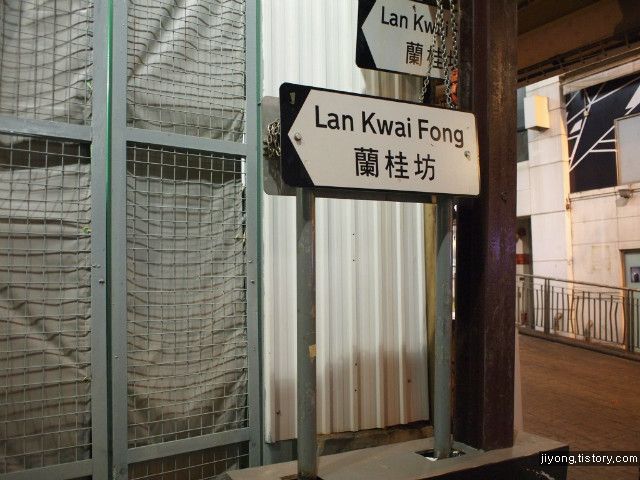 Lan Kw
蘭桂
Lan Kwai Fong
蘭桂坊
jiyong.tistory.com